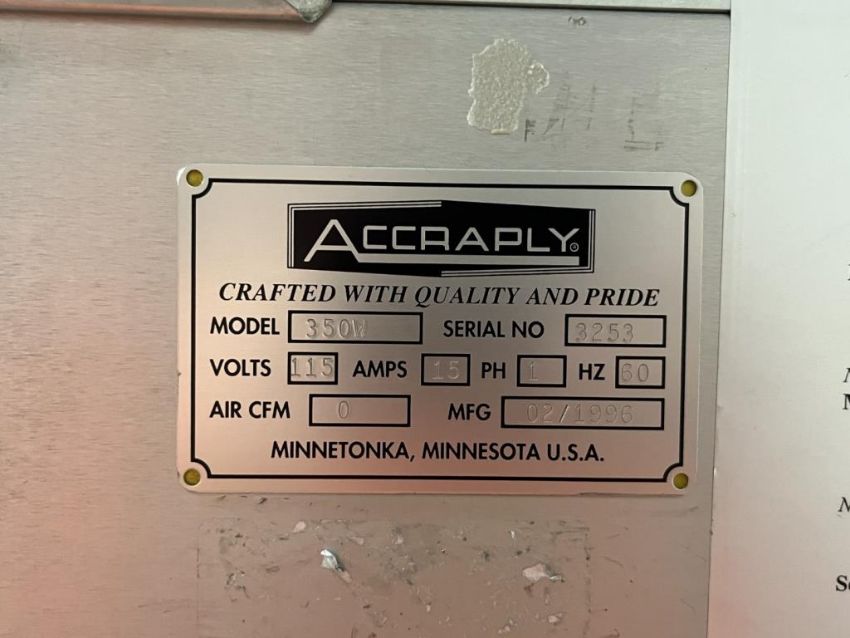 ACCRAPLY®
CRAFTED WITH QUALITY AND PRIDE
MODEL 350W SERIAL NO 3253
VOLTS 115 AMPS 15 PH 1 HZ 60
AIR CFM 0 MFG 02/1996
MINNETONKA, MINNESOTA U.S.A.